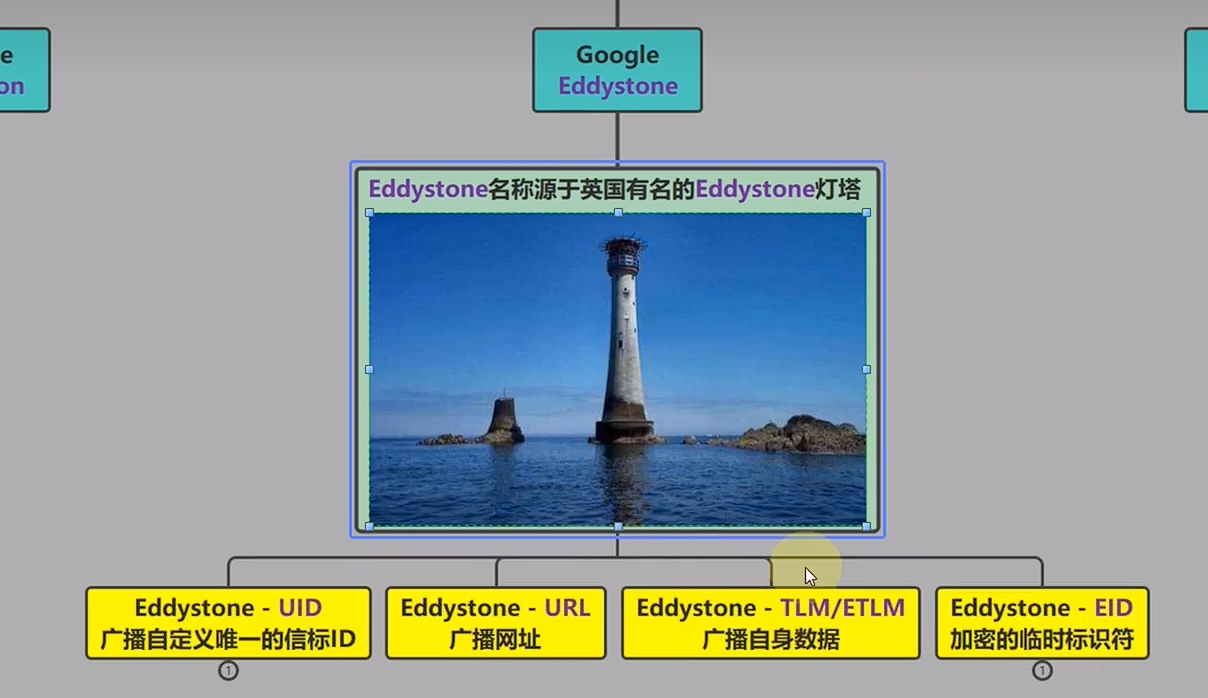 e
on
Google
Eddystone
Eddystone名称源于英国有名的Eddystone灯塔
Eddystone - UID
广播自定义唯一的信标ID
1
Eddystone - URL
广播网址
Eddystone - TLM/ETLM
广播自身数据
Eddystone - EID
加密的临时标识符
1